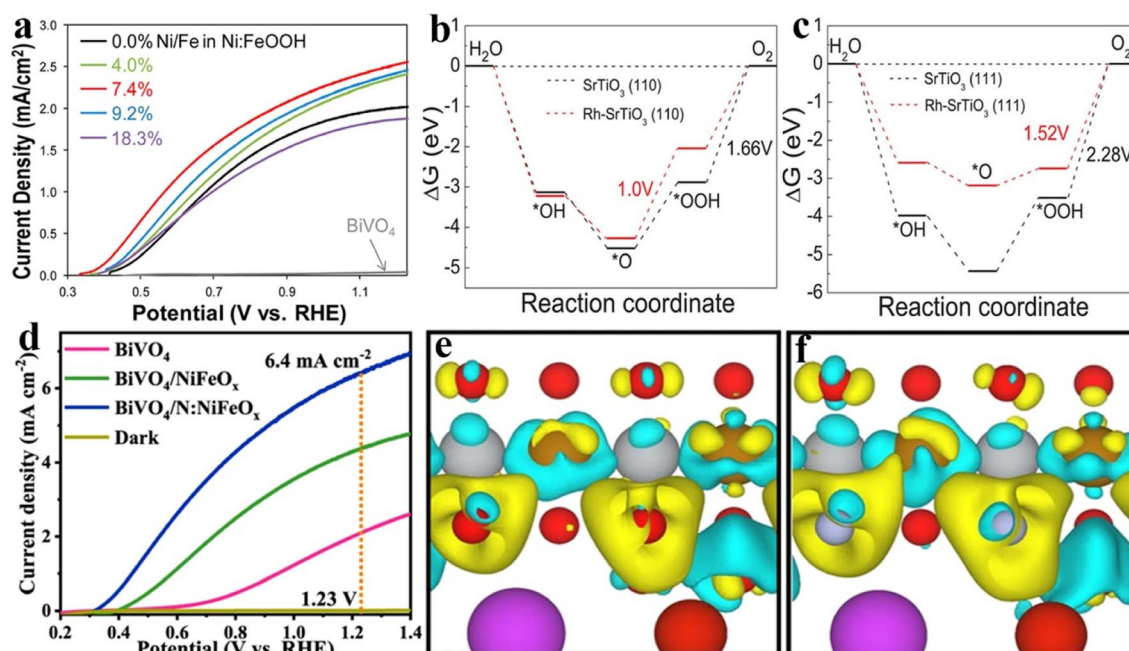 a
Current Density (mA/cm²)
3.0
2.5
2.0
1.5
1.0
0.5
0.0
0.0% Ni/Fe in Ni:FeOOH
4.0%
7.4%
9.2%
18.3%
BiVO₄
0.3 0.5 0.7 0.9 1.1
Potential (V vs. RHE)
b
ΔG (eV)
0
-1
-2
-3
-4
-5
H₂O
O₂
SrTiO₃ (110)
Rh-SrTiO₃ (110)
1.66V
1.0V
*OH
*OOH
*O
Reaction coordinate
c
ΔG (eV)
0
-1
-2
-3
-4
-5
-6
H₂O
O₂
SrTiO₃ (111)
Rh-SrTiO₃ (111)
1.52V
2.28V
*O
*OH
*OOH
Reaction coordinate
d
Current density (mA cm⁻²)
6
4
2
0
BiVO₄
BiVO₄/NiFeOₓ
BiVO₄/N:NiFeOₓ
Dark
6.4 mA cm⁻²
1.23 V
0.2 0.4 0.6 0.8 1.0 1.2 1.4
Potential (V vs. RHE)
e
f